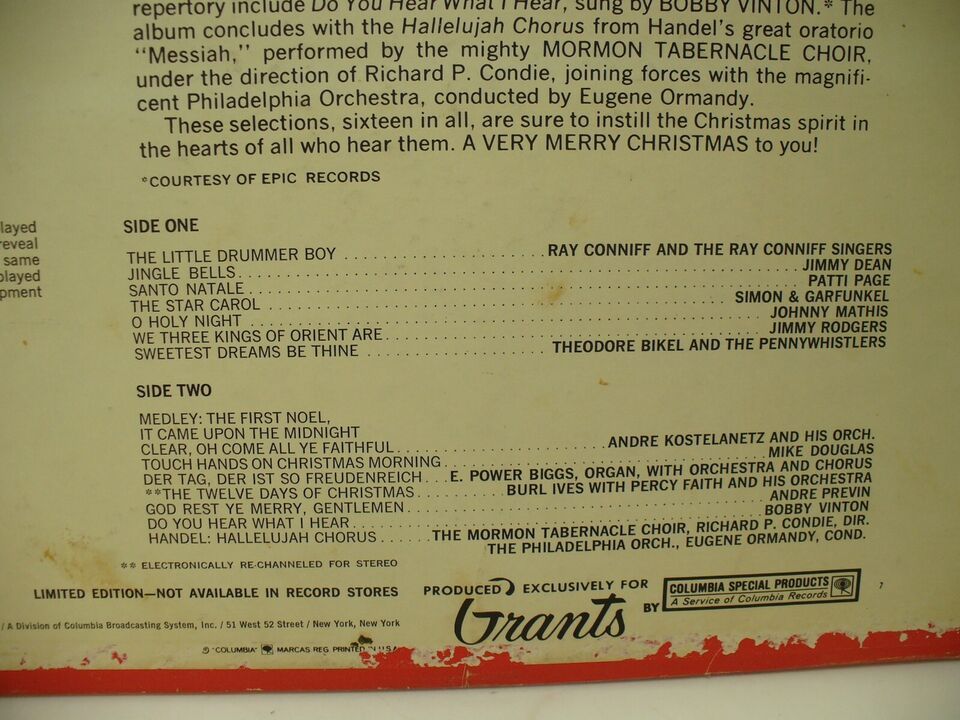 repertory include Do You Hear What I Hear, sung by BOBBY VINTON.* The
album concludes with the Hallelujah Chorus from Handel's great oratorio
"Messiah," performed by the mighty MORMON TABERNACLE CHOIR,
under the direction of Richard P. Condie, joining forces with the magnifi-
cent Philadelphia Orchestra, conducted by Eugene Ormandy.
These selections, sixteen in all, are sure to instill the Christmas spirit in
the hearts of all who hear them. A VERY MERRY CHRISTMAS to you!
*COURTESY OF EPIC RECORDS
layed
reveal
same
played
pment
SIDE ONE
THE LITTLE DRUMMER BOY ..................... RAY CONNIFF AND THE RAY CONNIFF SINGERS
JINGLE BELLS ..................... JIMMY DEAN
SANTO NATALE ..................... PATTI PAGE
THE STAR CAROL ..................... SIMON & GARFUNKEL
O HOLY NIGHT ..................... JOHNNY MATHIS
WE THREE KINGS OF ORIENT ARE ..................... JIMMY RODGERS
SWEETEST DREAMS BE THINE ..................... THEODORE BIKEL AND THE PENNYWHISTLERS
SIDE TWO
MEDLEY: THE FIRST NOEL,
IT CAME UPON THE MIDNIGHT
CLEAR, OH COME ALL YE FAITHFUL ..................... ANDRE KOSTELANETZ AND HIS ORCH.
TOUCH HANDS ON CHRISTMAS MORNING ..................... MIKE DOUGLAS
DER TAG, DER IST SO FREUDENREICH ... E. POWER BIGGS, ORGAN, WITH ORCHESTRA AND CHORUS
**THE TWELVE DAYS OF CHRISTMAS .......... BURL IVES WITH PERCY FAITH AND HIS ORCHESTRA
GOD REST YE MERRY, GENTLEMEN ..................... ANDRE PREVIN
DO YOU HEAR WHAT I HEAR ..................... BOBBY VINTON
HANDEL: HALLELUJAH CHORUS ...... THE MORMON TABERNACLE CHOIR, RICHARD P. CONDIE, DIR.
THE PHILADELPHIA ORCH., EUGENE ORMANDY, COND.
** ELECTRONICALLY RE-CHANNELED FOR STEREO
LIMITED EDITION—NOT AVAILABLE IN RECORD STORES
PRODUCED EXCLUSIVELY FOR
Grants
BY
COLUMBIA SPECIAL PRODUCTS
A Service of Columbia Records
7
/ A Division of Columbia Broadcasting System, Inc. / 51 West 52 Street / New York, New York
® "COLUMBIA" MARCAS REG. PRINTED IN U.S.A.